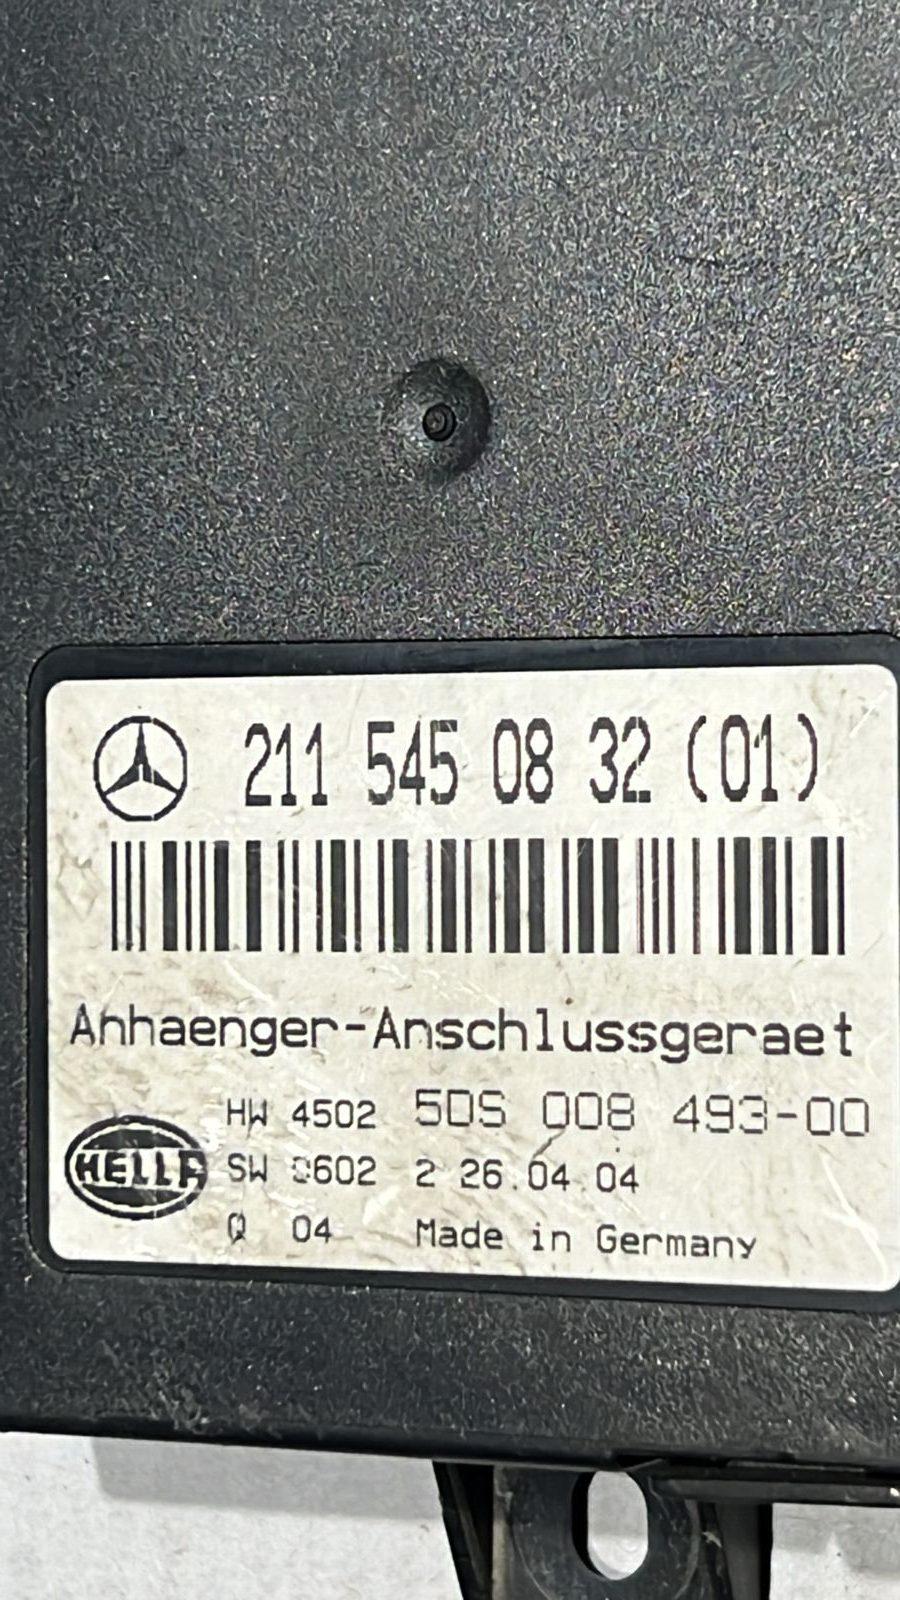 211 545 08 32 (01)
Anhaenger-Anschlussgeraet
HW 4502 5DS 008 493-00
HELLA SW 0602 2 26.04.04
Q 04 Made in Germany